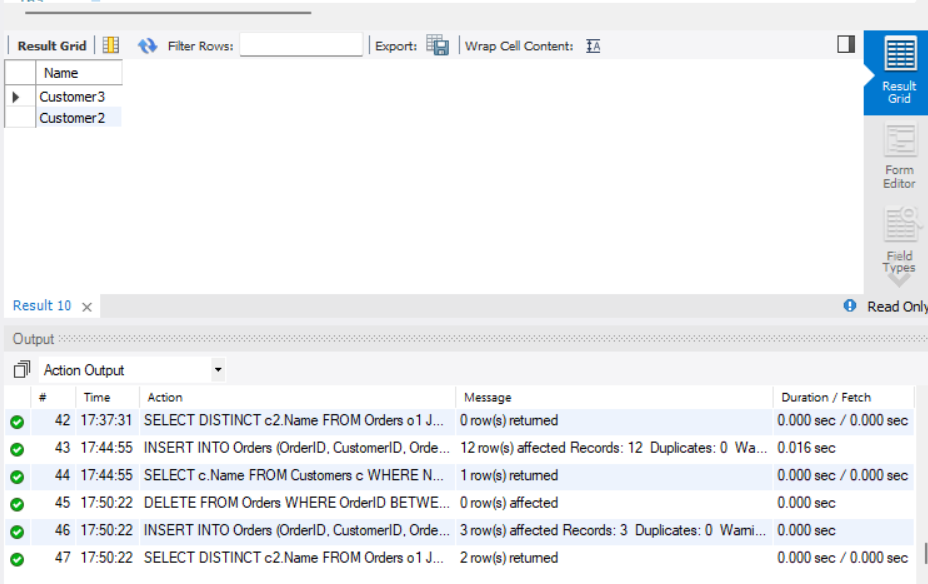 Result Grid Filter Rows: Export: Wrap Cell Content: IA
Name
Customer3
Customer2
Result Grid
Form Editor
Field Types
Result 10 Read Only
Output
Action Output
# Time Action Message Duration / Fetch
42 17:37:31 SELECT DISTINCT c2.Name FROM Orders o1 J... 0 row(s) returned 0.000 sec / 0.000 sec
43 17:44:55 INSERT INTO Orders (OrderID, CustomerID, Orde... 12 row(s) affected Records: 12 Duplicates: 0 Wa... 0.016 sec
44 17:44:55 SELECT c.Name FROM Customers c WHERE N... 1 row(s) returned 0.000 sec / 0.000 sec
45 17:50:22 DELETE FROM Orders WHERE OrderID BETWE... 0 row(s) affected 0.000 sec
46 17:50:22 INSERT INTO Orders (OrderID, CustomerID, Orde... 3 row(s) affected Records: 3 Duplicates: 0 Warni... 0.000 sec
47 17:50:22 SELECT DISTINCT c2.Name FROM Orders o1 J... 2 row(s) returned 0.000 sec / 0.000 sec